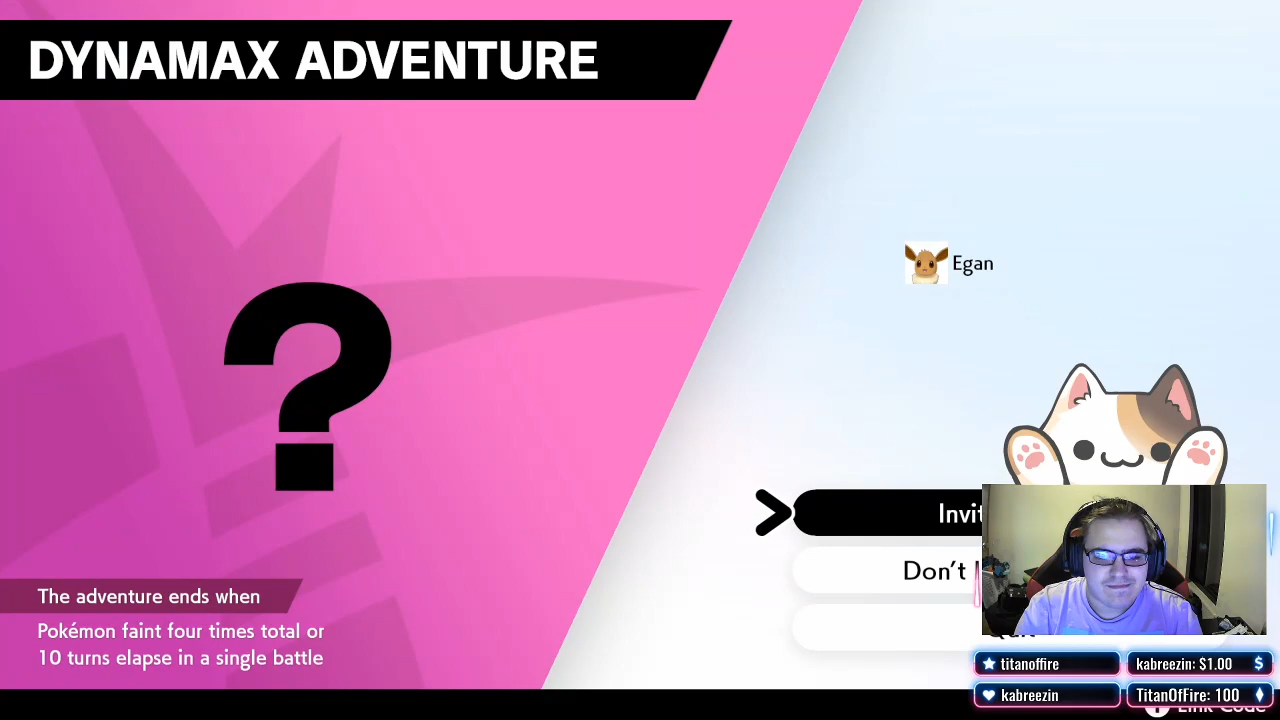 DYNAMAX ADVENTURE
Egan
Don't
The adventure ends when
Pokémon faint four times total or
10 turns elapse in a single battle
titanoffire
kabreezin: $1.00
kabreezin
TitanOfFire: 100